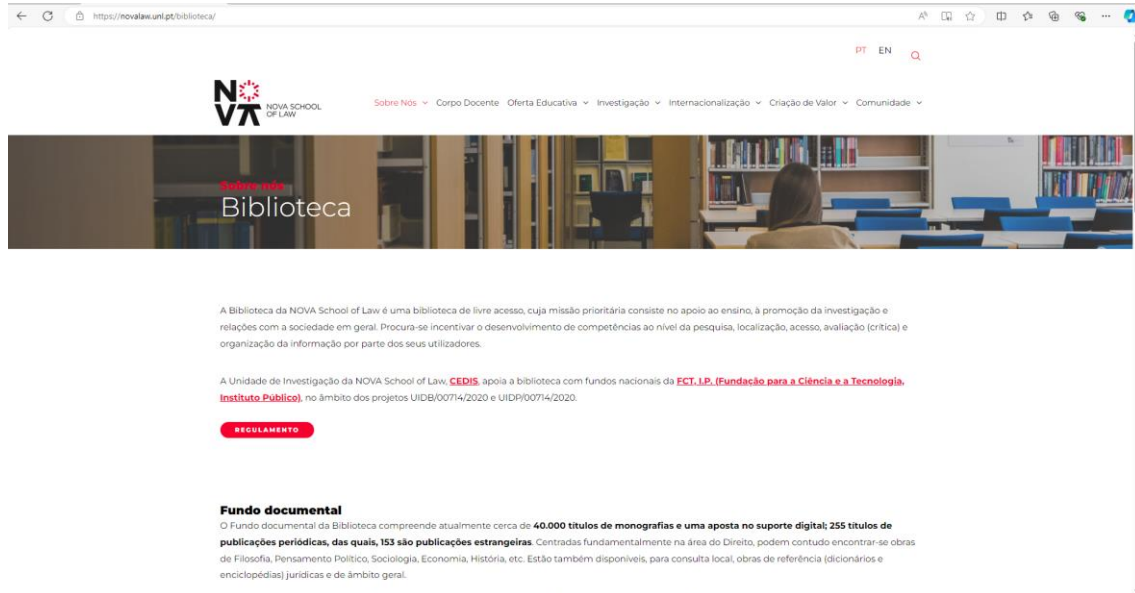 https://novalaw.unl.pt/biblioteca/
PT EN
NOVA
NOVA SCHOOL
OF LAW
Sobre Nós Corpo Docente Oferta Educativa Investigação Internacionalização Criação de Valor Comunidade
Sobre nós
Biblioteca
A Biblioteca da NOVA School of Law é uma biblioteca de livre acesso, cuja missão prioritária consiste no apoio ao ensino, à promoção da investigação e
relações com a sociedade em geral. Procura-se incentivar o desenvolvimento de competências ao nível da pesquisa, localização, acesso, avaliação (crítica) e
organização da informação por parte dos seus utilizadores.
A Unidade de Investigação da NOVA School of Law, CEDIS, apoia a biblioteca com fundos nacionais da FCT, I.P. (Fundação para a Ciência e a Tecnologia,
Instituto Público), no âmbito dos projetos UIDB/00714/2020 e UIDP/00714/2020.
REGULAMENTO
Fundo documental
O Fundo documental da Biblioteca compreende atualmente cerca de 40.000 títulos de monografias e uma aposta no suporte digital; 255 títulos de
publicações periódicas, das quais, 153 são publicações estrangeiras. Centradas fundamentalmente na área do Direito, podem contudo encontrar-se obras
de Filosofia, Pensamento Político, Sociologia, Economia, História, etc. Estão também disponíveis, para consulta local, obras de referência (dicionários e
enciclopédias) jurídicas e de âmbito geral.